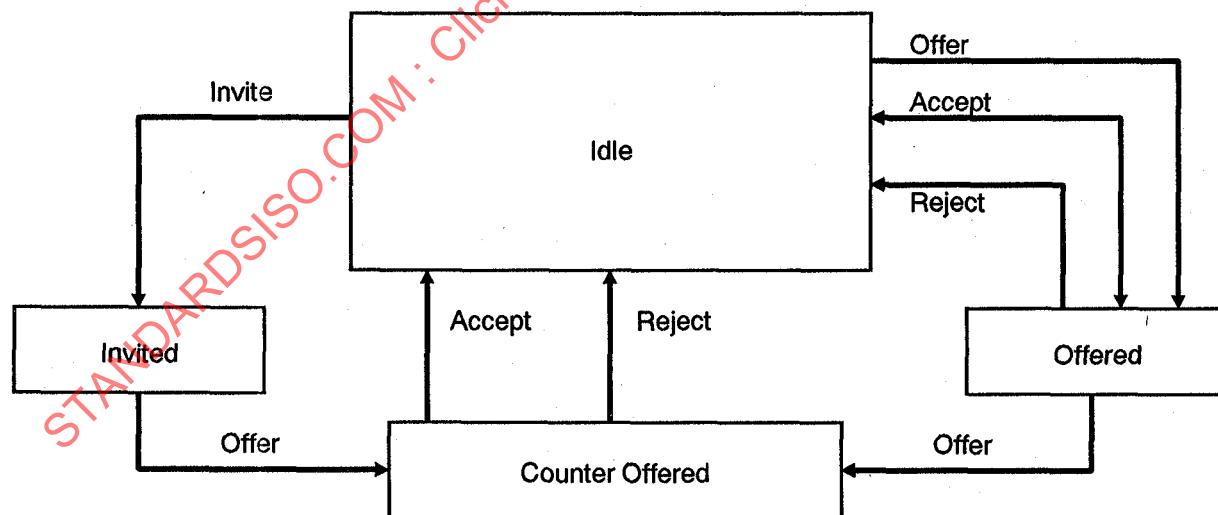 Offer
Invite
Accept
Idle
Reject
Accept
Reject
Invited
Offered
Offer
Offer
Counter Offered
STANDARDSISO.COM : Clic